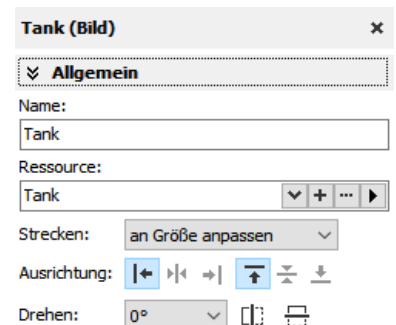 Tank (Bild)
Allgemein
Name:
Tank
Ressource:
Tank
Strecken: an Größe anpassen
Ausrichtung:
Drehen: 0°